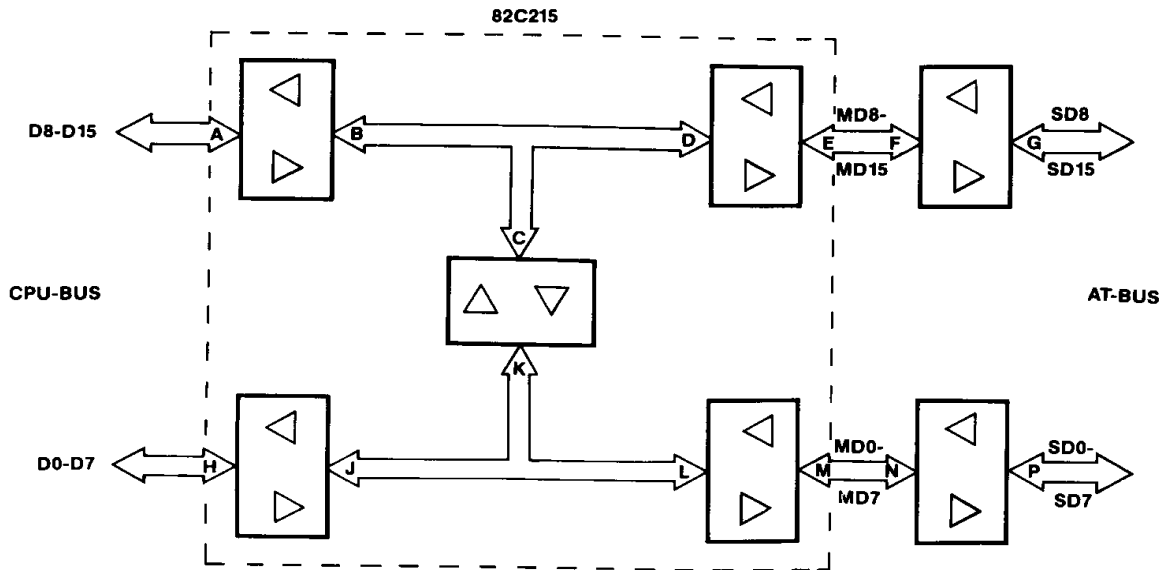 82C215
D8-D15
A
B
D
E
MD8-
MD15
F
G
SD8
SD15
C
CPU-BUS
AT-BUS
K
D0-D7
H
J
L
M
MD0-
MD7
N
P
SD0-
SD7